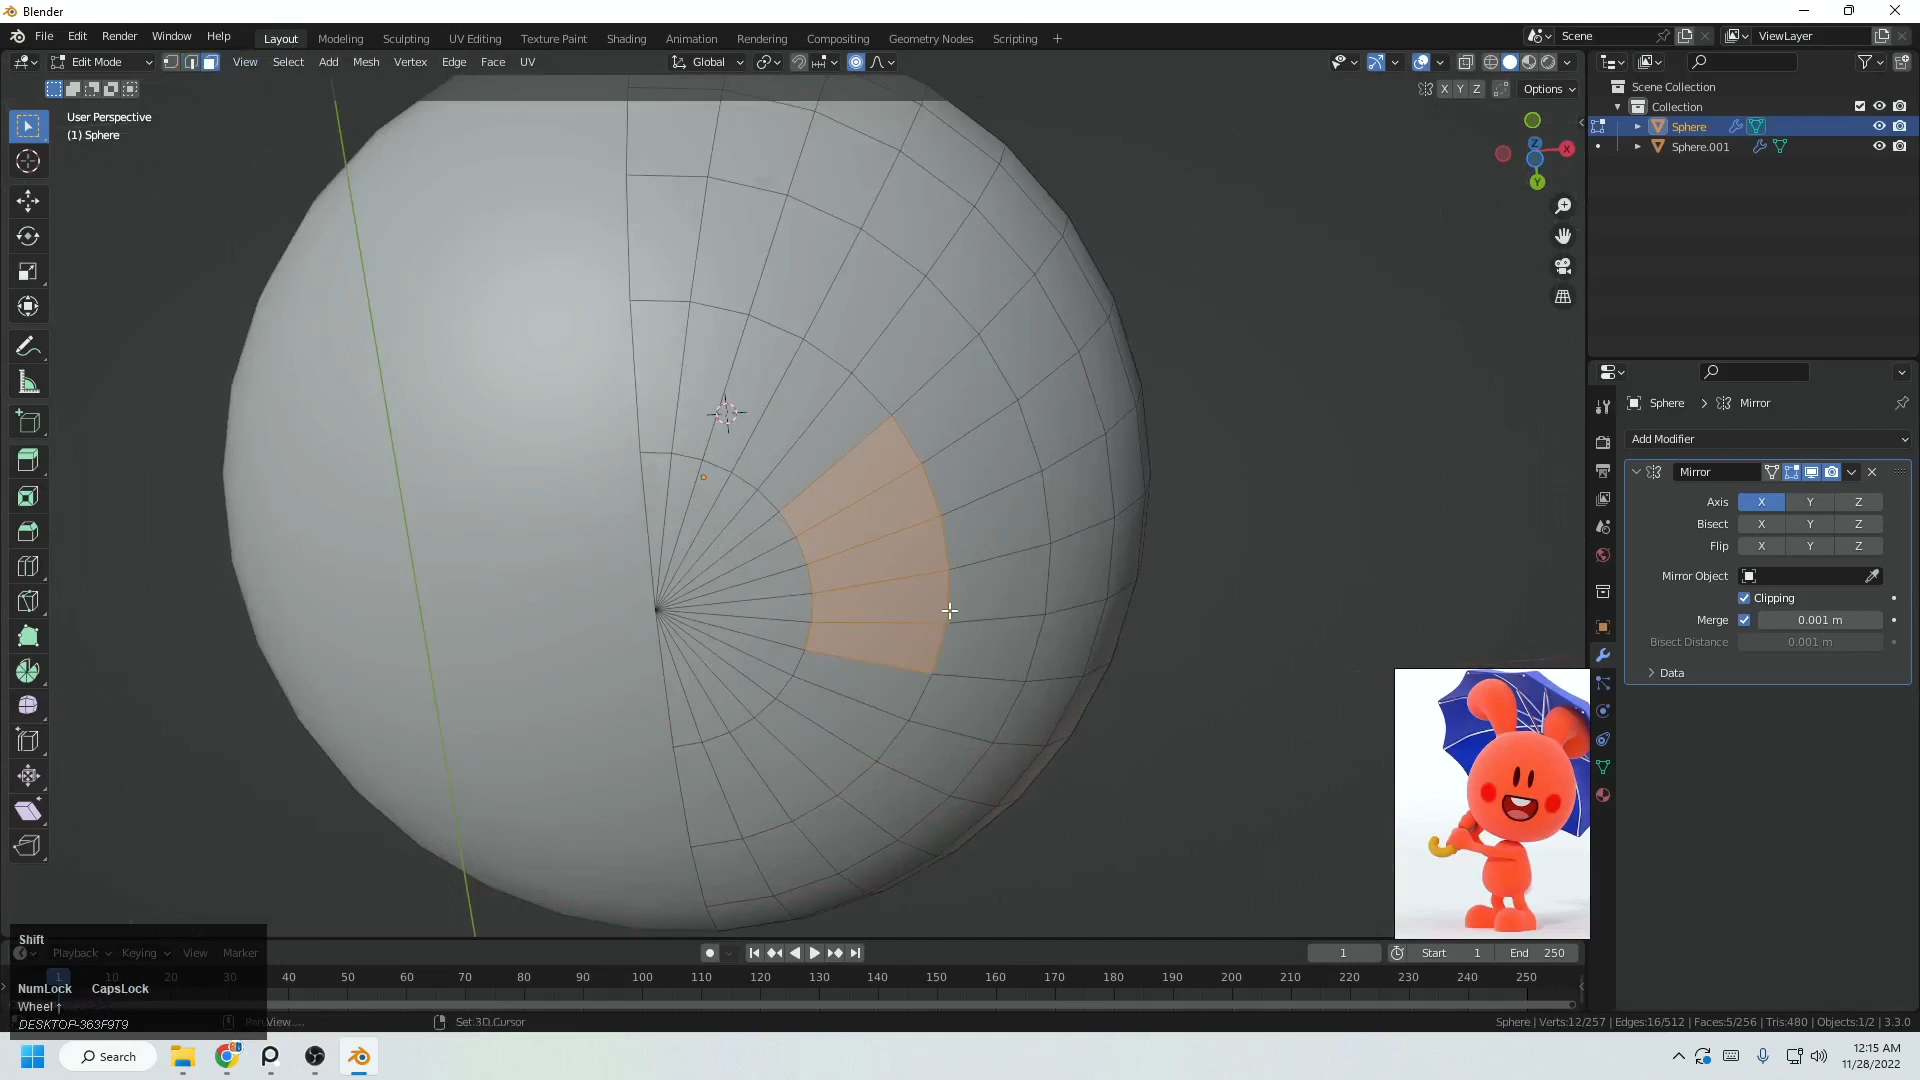 Blender
File Edit Render Window Help Layout Modeling Sculpting UV Editing Texture Paint Shading Animation Rendering Compositing Geometry Nodes Scripting + Scene ViewLayer
Edit Mode View Select Add Mesh Vertex Edge Face UV Global
X Y Z Options
User Perspective
(1) Sphere
Scene Collection
Collection
Sphere
Sphere.001
X
Y
Z
Sphere > Mirror
Add Modifier
Mirror
Axis X Y Z
Bisect X Y Z
Flip X Y Z
Mirror Object
Clipping
Merge 0.001 m
Bisect Distance 0.001 m
Data
Shift
Playback Keying View Marker 1 Start 1 End 250
1 10 20 30 40 50 60 70 80 90 100 110 120 130 140 150 160 170 180 190 200 210 220 230 240 250
NumLock CapsLock
Wheel ↑
DESKTOP-363F9T9
Set 3D Cursor
Sphere | Verts:12/257 | Edges:16/512 | Faces:5/256 | Tris:480 | Objects:1/2 | 3.3.0
Search
12:15 AM
11/28/2022